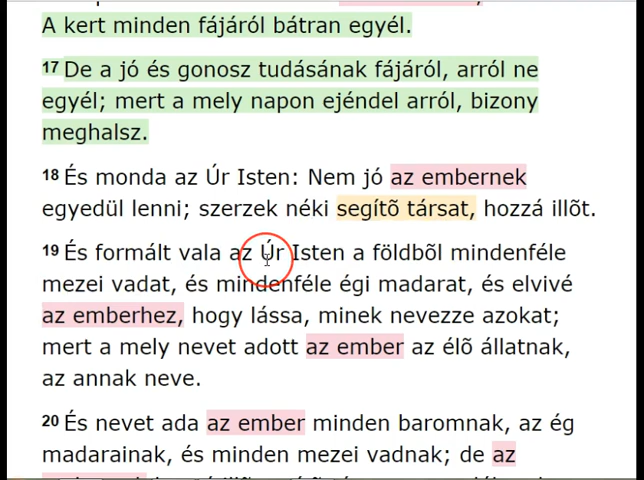 A kert minden fájáról bátran egyél.
17 De a jó és gonosz tudásának fájáról, arról ne
egyél; mert a mely napon ejéndel arról, bizony
meghalsz.
18 És monda az Úr Isten: Nem jó az embernek
egyedül lenni; szerzek néki segítõ társat, hozzá illõt.
19 És formált vala az Úr Isten a földbõl mindenféle
mezei vadat, és mindenféle égi madarat, és elvivé
az emberhez, hogy lássa, minek nevezze azokat;
mert a mely nevet adott az ember az élõ állatnak,
az annak neve.
20 És nevet ada az ember minden baromnak, az ég
madarainak, és minden mezei vadnak; de az